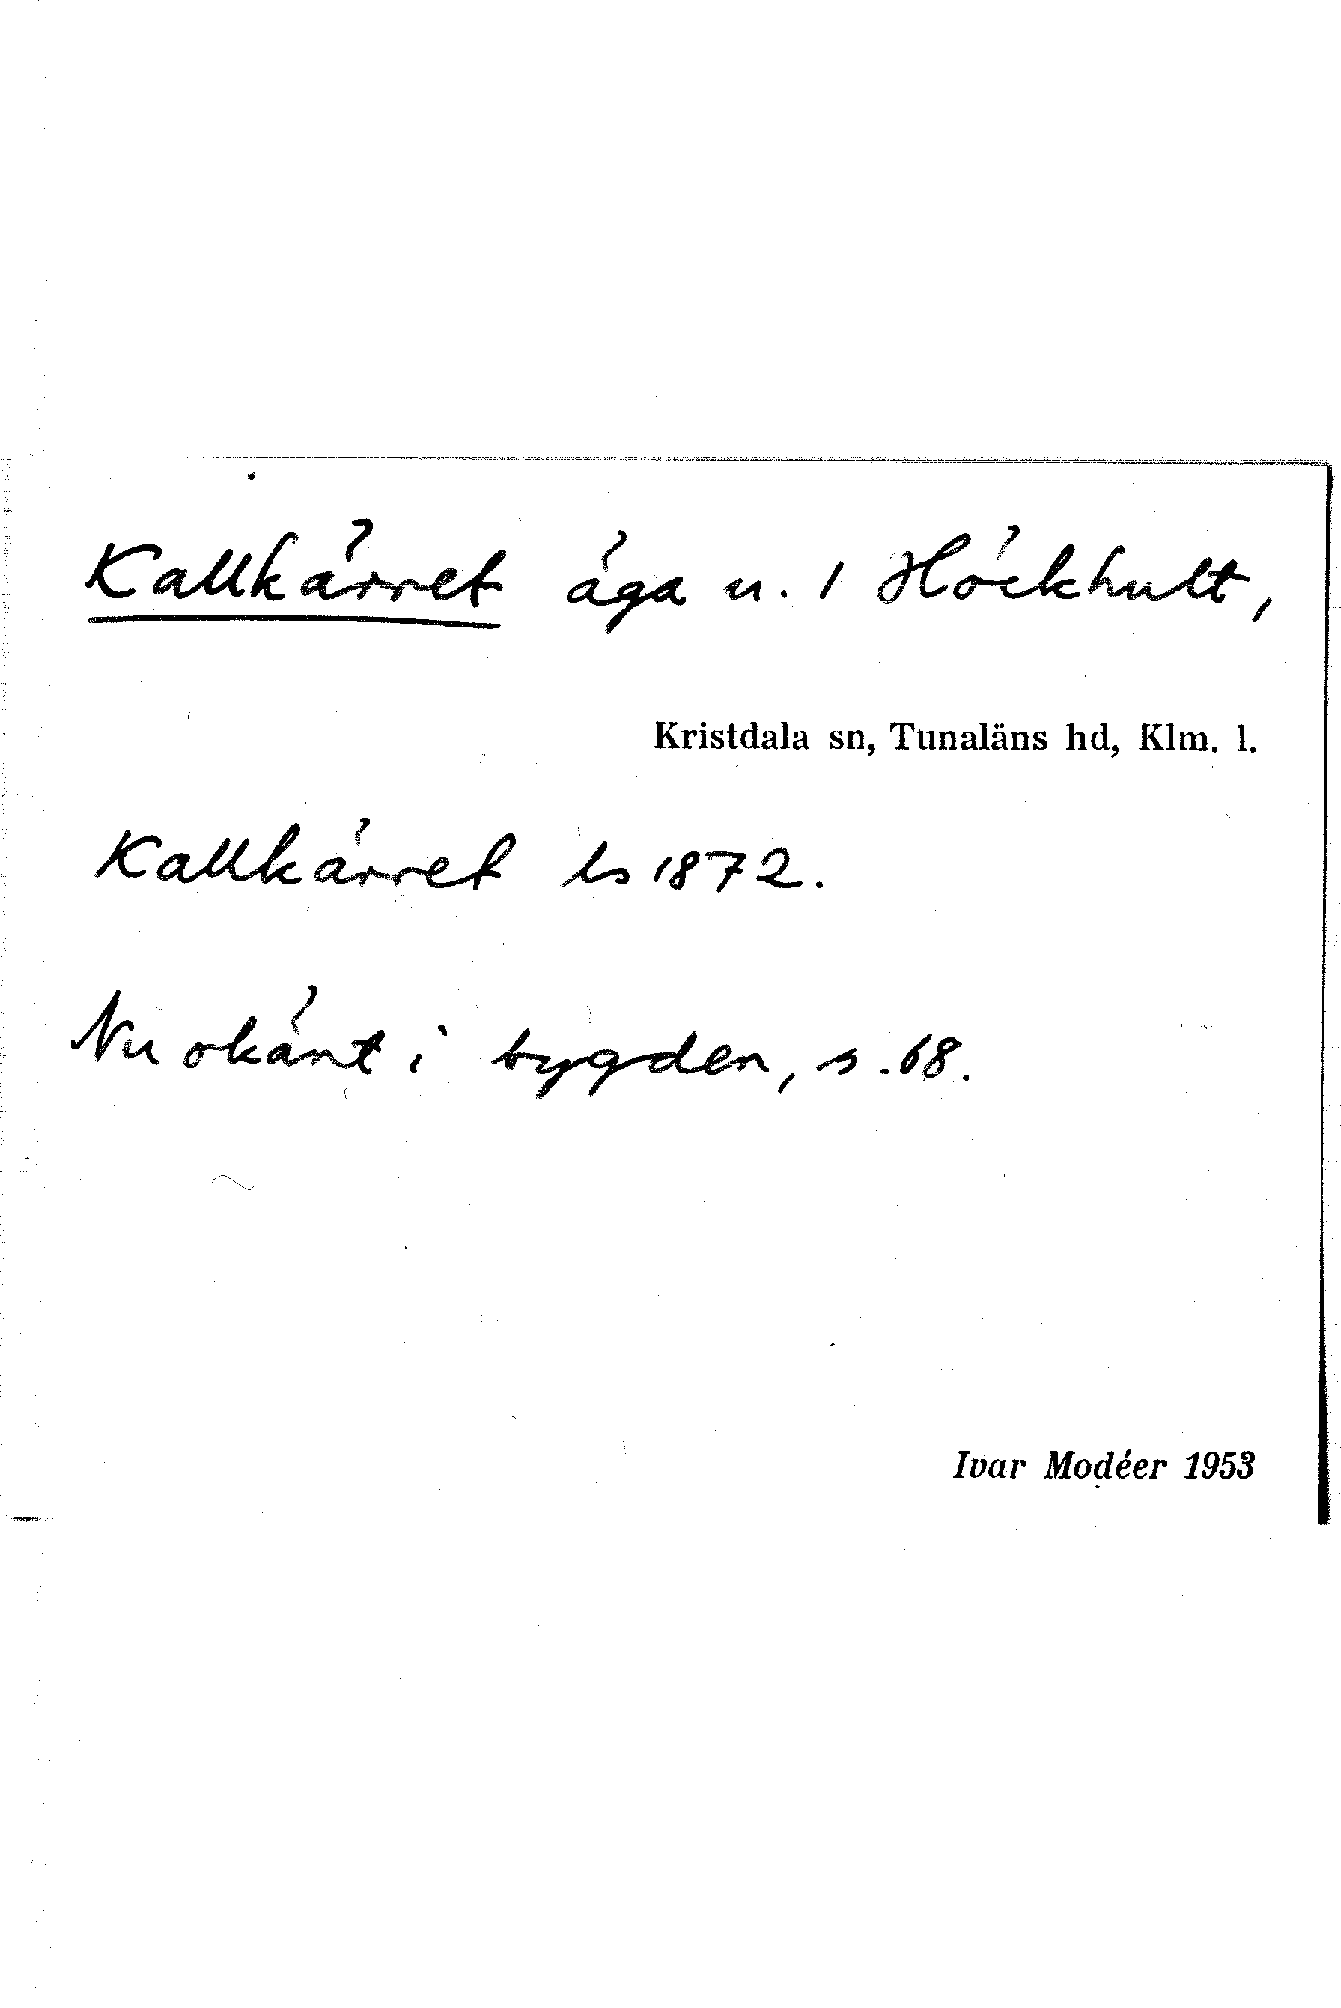 Kallkärret äga u. 1 Höckhult,
Kristdala sn, Tunaläns hd, Klm. l.
Kallkärret ls 1872.
Nu okänt i bygden, s. 68.
Ivar Modéer 1953